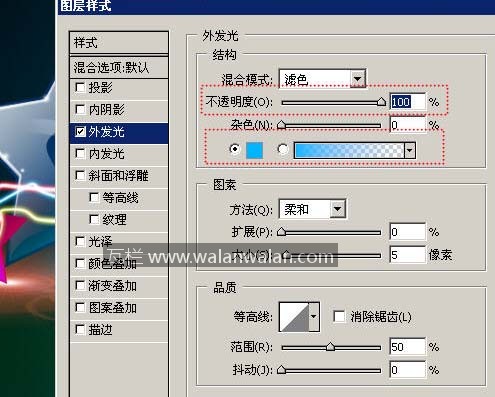 图层样式
样式
混合选项:默认
投影
内阴影
外发光
内发光
斜面和浮雕
等高线
纹理
光泽
颜色叠加
渐变叠加
图案叠加
描边
外发光
结构
混合模式: 滤色
不透明度(O): 100 %
杂色(N): 0 %
图素
方法(Q): 柔和
扩展(P): 0 %
大小(S): 5 像素
品质
等高线: 消除锯齿(L)
范围(R): 50 %
抖动(J): 0 %
瓦栏 www.walanwalan.com